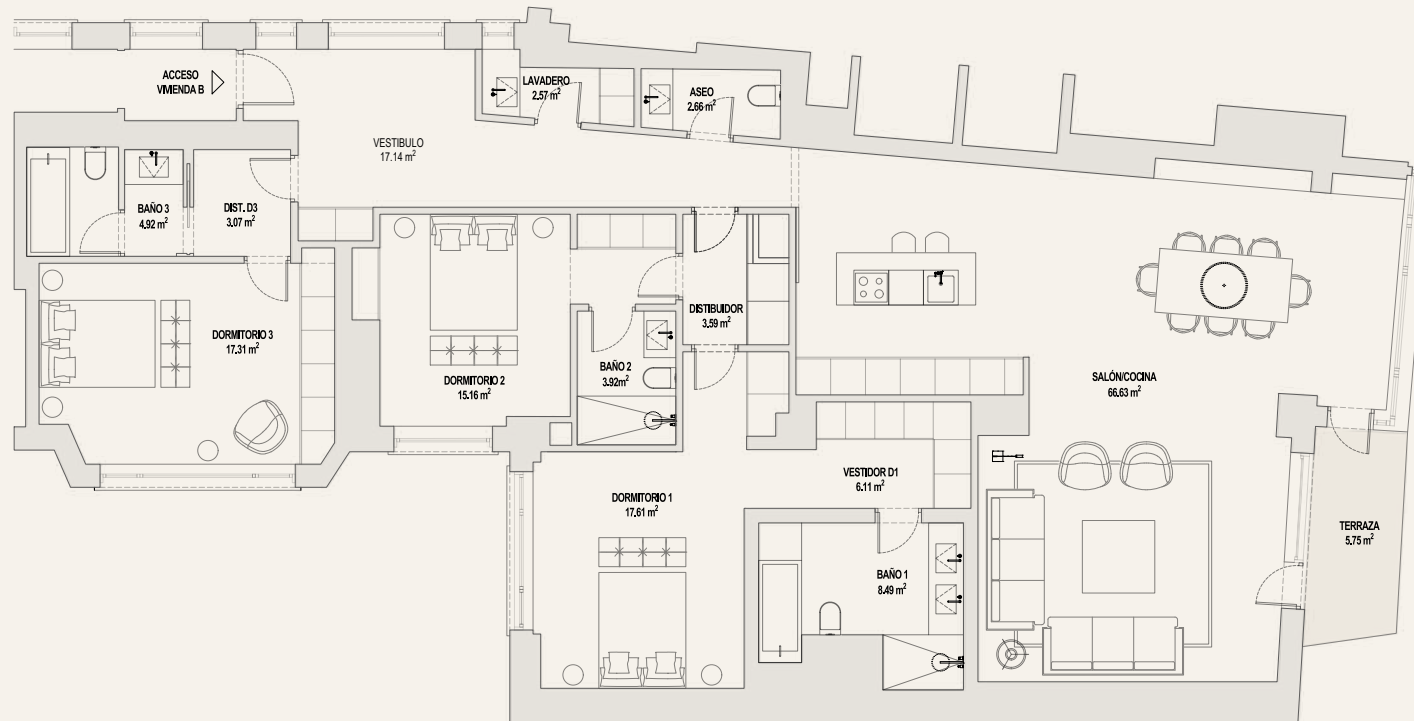 ACCESO
VIVIENDA B
LAVADERO
2.57 m²
ASEO
2.66 m²
VESTIBULO
17.14 m²
BAÑO 3
4.92 m²
DIST. D3
3.07 m²
DISTIBUIDOR
3.59 m²
DORMITORIO 3
17.31 m²
DORMITORIO 2
15.16 m²
BAÑO 2
3.92m²
SALÓN/COCINA
66.63 m²
VESTIDOR D1
6.11 m²
DORMITORIO 1
17.61 m²
TERRAZA
5.75 m²
BAÑO 1
8.49 m²